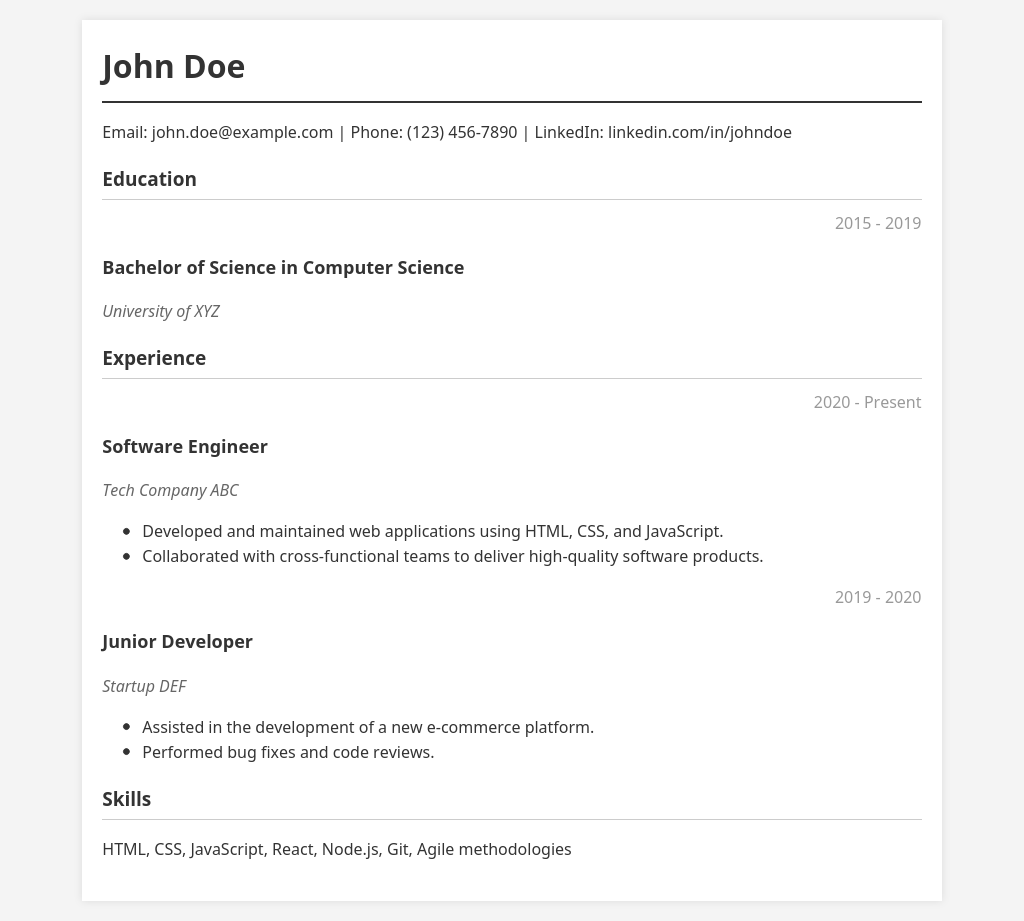 John Doe
Email: john.doe@example.com | Phone: (123) 456-7890 | LinkedIn: linkedin.com/in/johndoe
Education
2015 - 2019
Bachelor of Science in Computer Science
University of XYZ
Experience
2020 - Present
Software Engineer
Tech Company ABC
• Developed and maintained web applications using HTML, CSS, and JavaScript.
• Collaborated with cross-functional teams to deliver high-quality software products.
2019 - 2020
Junior Developer
Startup DEF
• Assisted in the development of a new e-commerce platform.
• Performed bug fixes and code reviews.
Skills
HTML, CSS, JavaScript, React, Node.js, Git, Agile methodologies